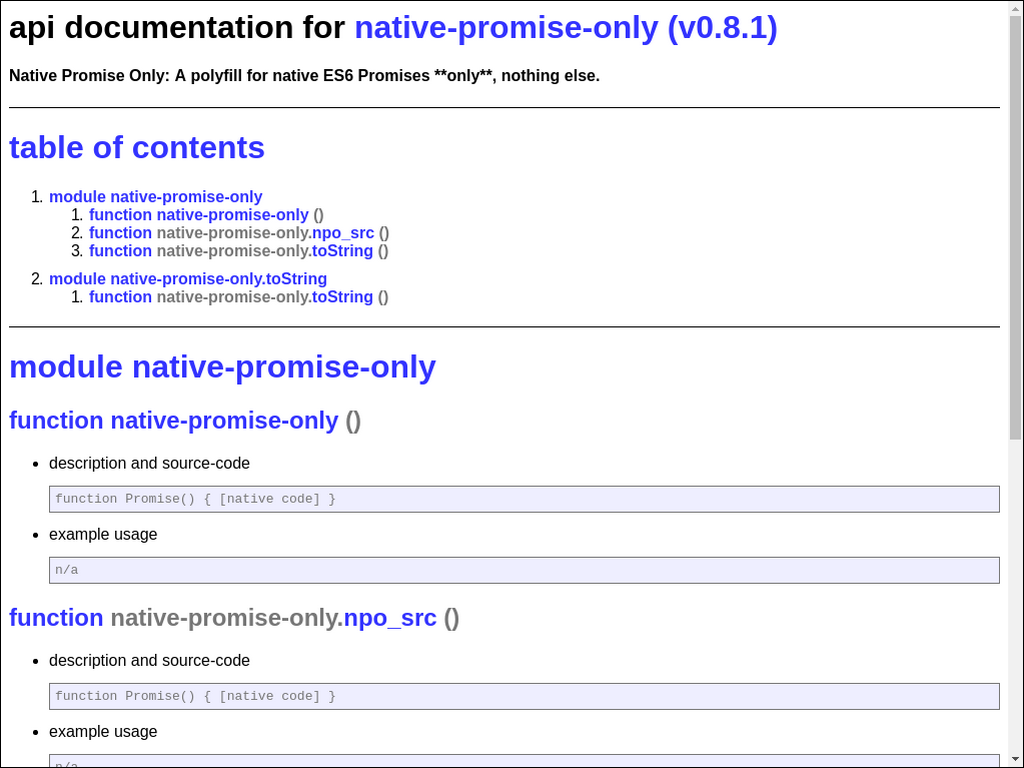 api documentation for native-promise-only (v0.8.1)
Native Promise Only: A polyfill for native ES6 Promises **only**, nothing else.
table of contents
1. module native-promise-only
1. function native-promise-only ()
2. function native-promise-only.npo_src ()
3. function native-promise-only.toString ()
2. module native-promise-only.toString
1. function native-promise-only.toString ()
module native-promise-only
function native-promise-only ()
• description and source-code
function Promise() { [native code] }
• example usage
n/a
function native-promise-only.npo_src ()
• description and source-code
function Promise() { [native code] }
• example usage
n/a